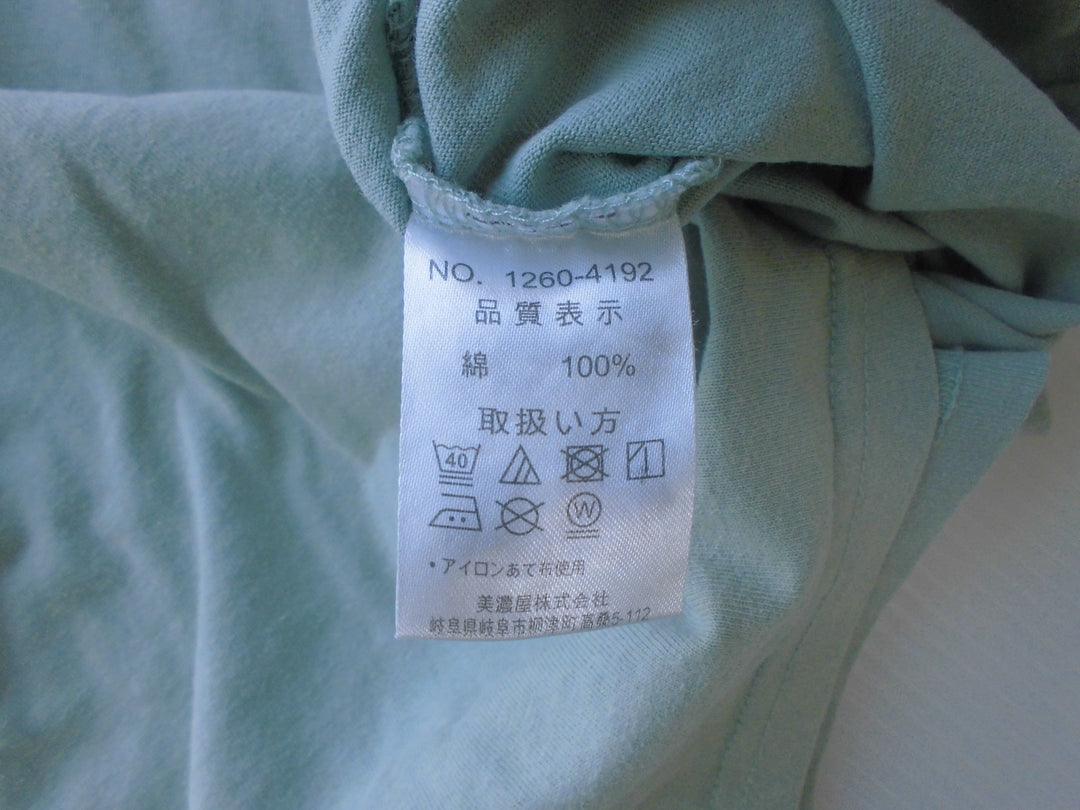 NO. 1260-4192
品質表示
綿 100%
取扱い方
40
W
・アイロンあて布使用
美濃屋株式会社
岐阜県岐阜市柳津町高桑5-112